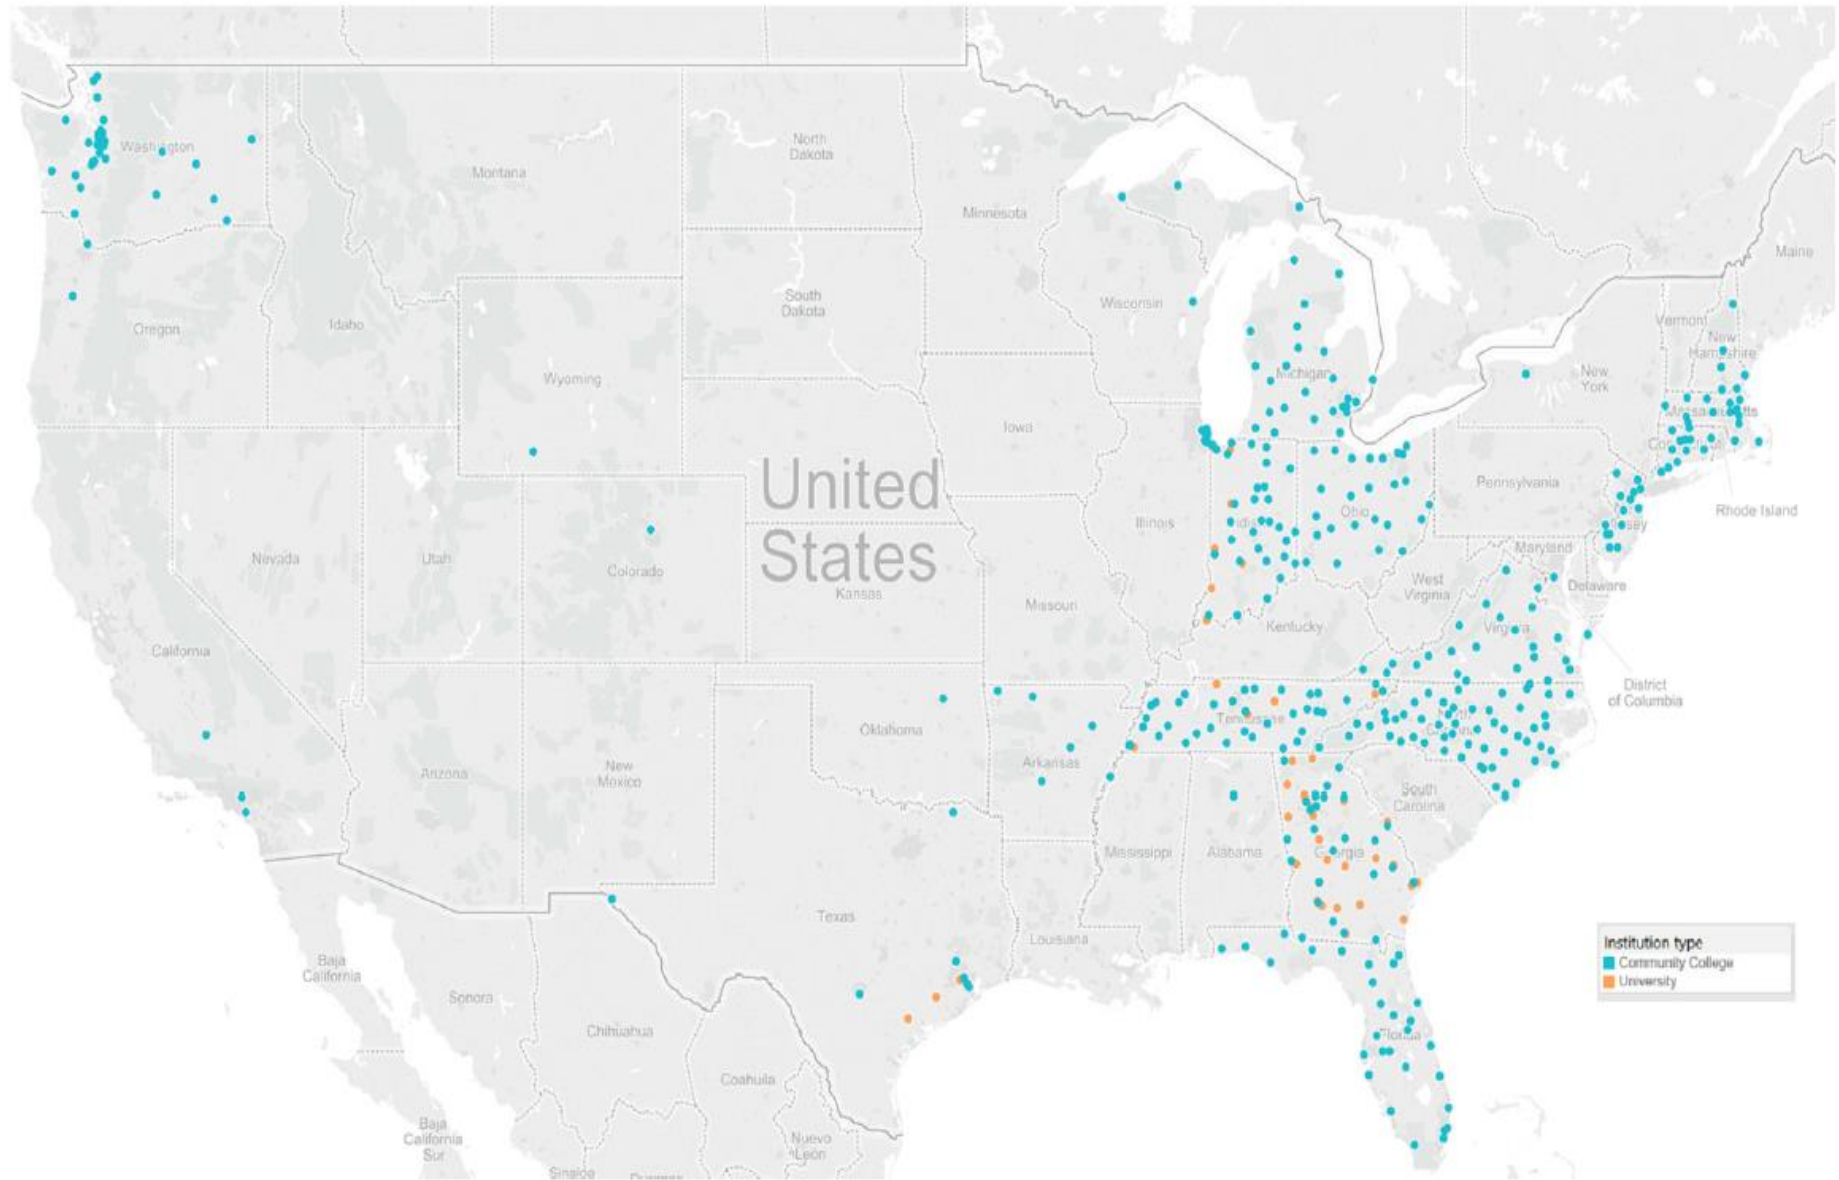 Washington
Montana
North
Dakota
Minnesota
Maine
Oregon
Idaho
South
Dakota
Wisconsin
Vermont
New
Hampshire
Wyoming
Michigan
New
York
Massachusetts
Iowa
United
States
Pennsylvania
Rhode Island
Nevada
Utah
Colorado
Kansas
Illinois
Ohio
Maryland
Delaware
West
Virginia
Missouri
Kentucky
Virginia
California
District
of Columbia
Oklahoma
Tennessee
Arizona
New
Mexico
Arkansas
South
Carolina
Mississippi
Alabama
Georgia
Texas
Louisiana
Institution type
Community College
University
Baja
California
Sonora
Chihuahua
Florida
Coahuila
Baja
California
Sur
Nuevo
León
Sinaloa